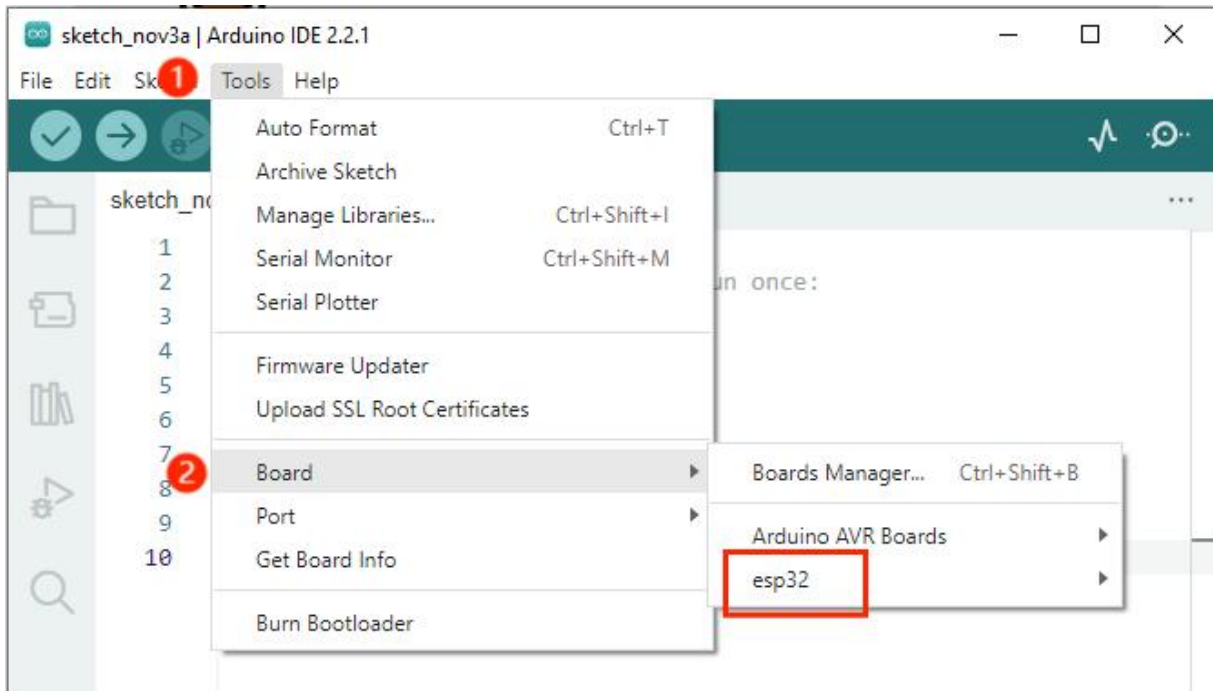 sketch_nov3a | Arduino IDE 2.2.1
File Edit Sk 1 Tools Help
Auto Format Ctrl+T
Archive Sketch
sketch_no
Manage Libraries... Ctrl+Shift+I
1
Serial Monitor Ctrl+Shift+M
2 un once:
Serial Plotter
3
4
Firmware Updater
5
Upload SSL Root Certificates
6
7
2 Board Boards Manager... Ctrl+Shift+B
8
Port
9
Arduino AVR Boards
10 Get Board Info
esp32
Burn Bootloader